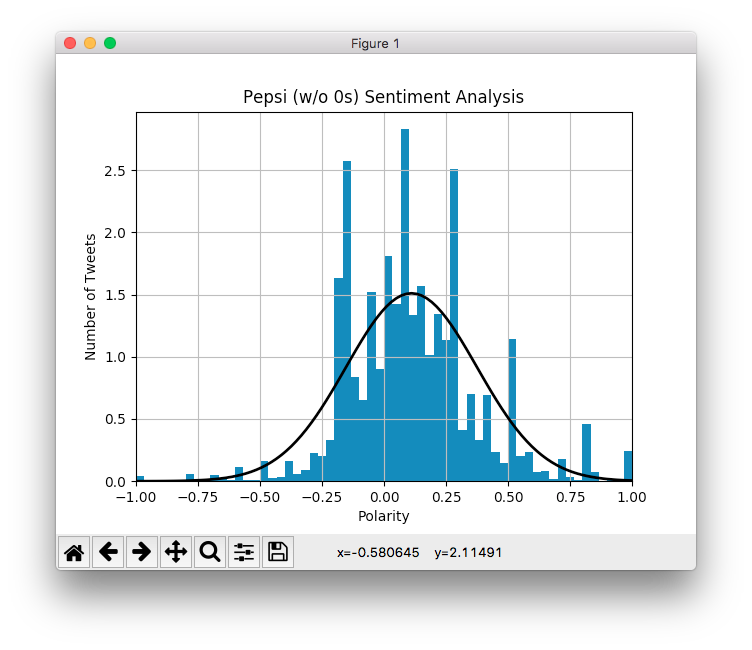 Figure 1
Pepsi (w/o 0s) Sentiment Analysis
Number of Tweets
2.5
2.0
1.5
1.0
0.5
0.0
−1.00 −0.75 −0.50 −0.25 0.00 0.25 0.50 0.75 1.00
Polarity
x=-0.580645 y=2.11491